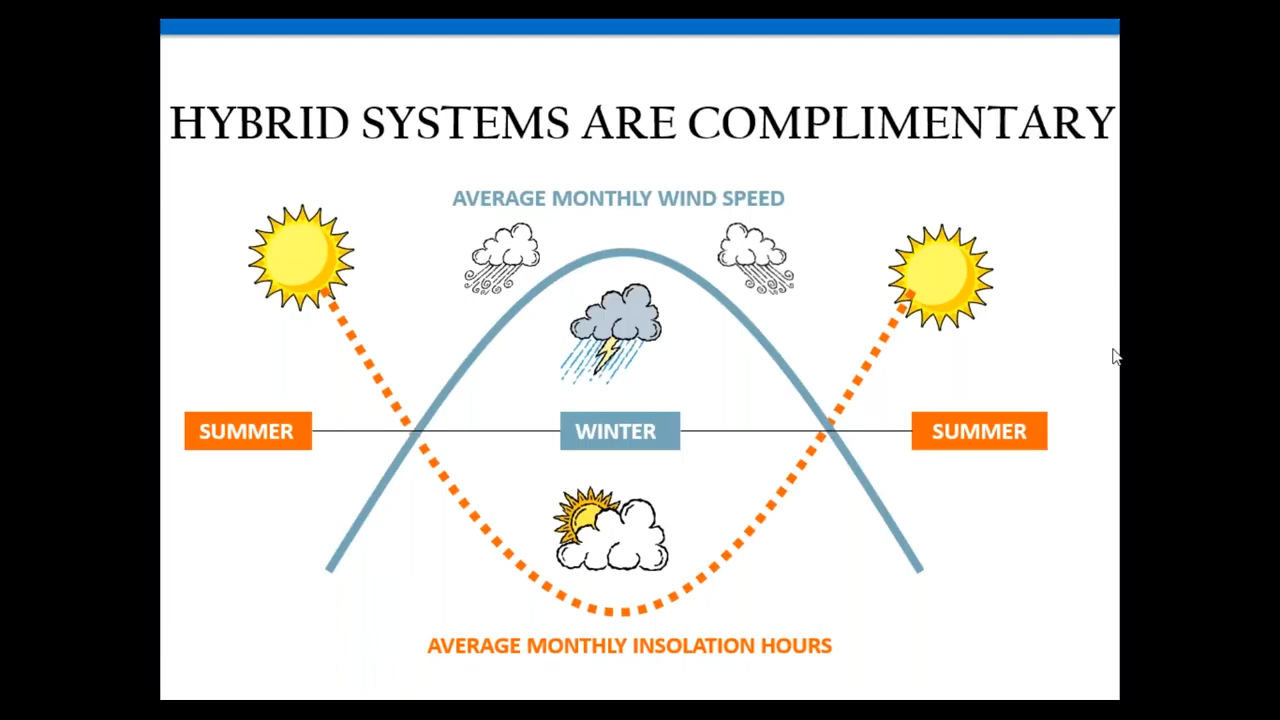 HYBRID SYSTEMS ARE COMPLIMENTARY
AVERAGE MONTHLY WIND SPEED
SUMMER
WINTER
SUMMER
AVERAGE MONTHLY INSOLATION HOURS